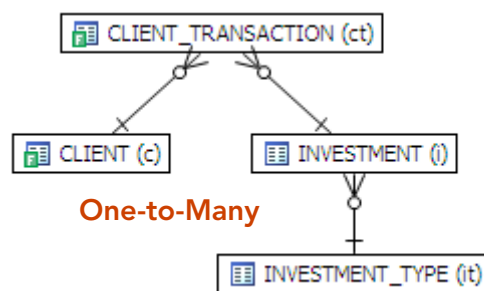 CLIENT_TRANSACTION (ct)
CLIENT (c)
INVESTMENT (i)
One-to-Many
INVESTMENT_TYPE (it)